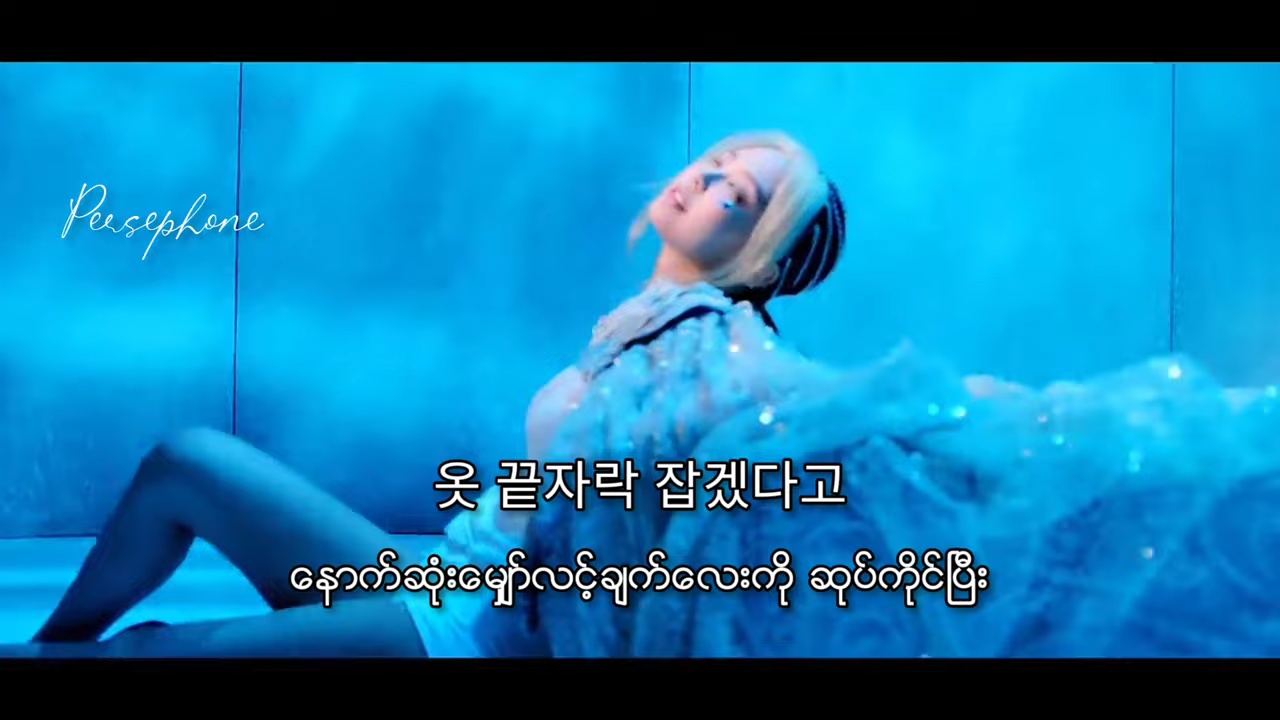 Persephone
옷 끝자락 잡겠다고
နောက်ဆုံးမျှော်လင့်ချက်လေးကို ဆုပ်ကိုင်ပြီး